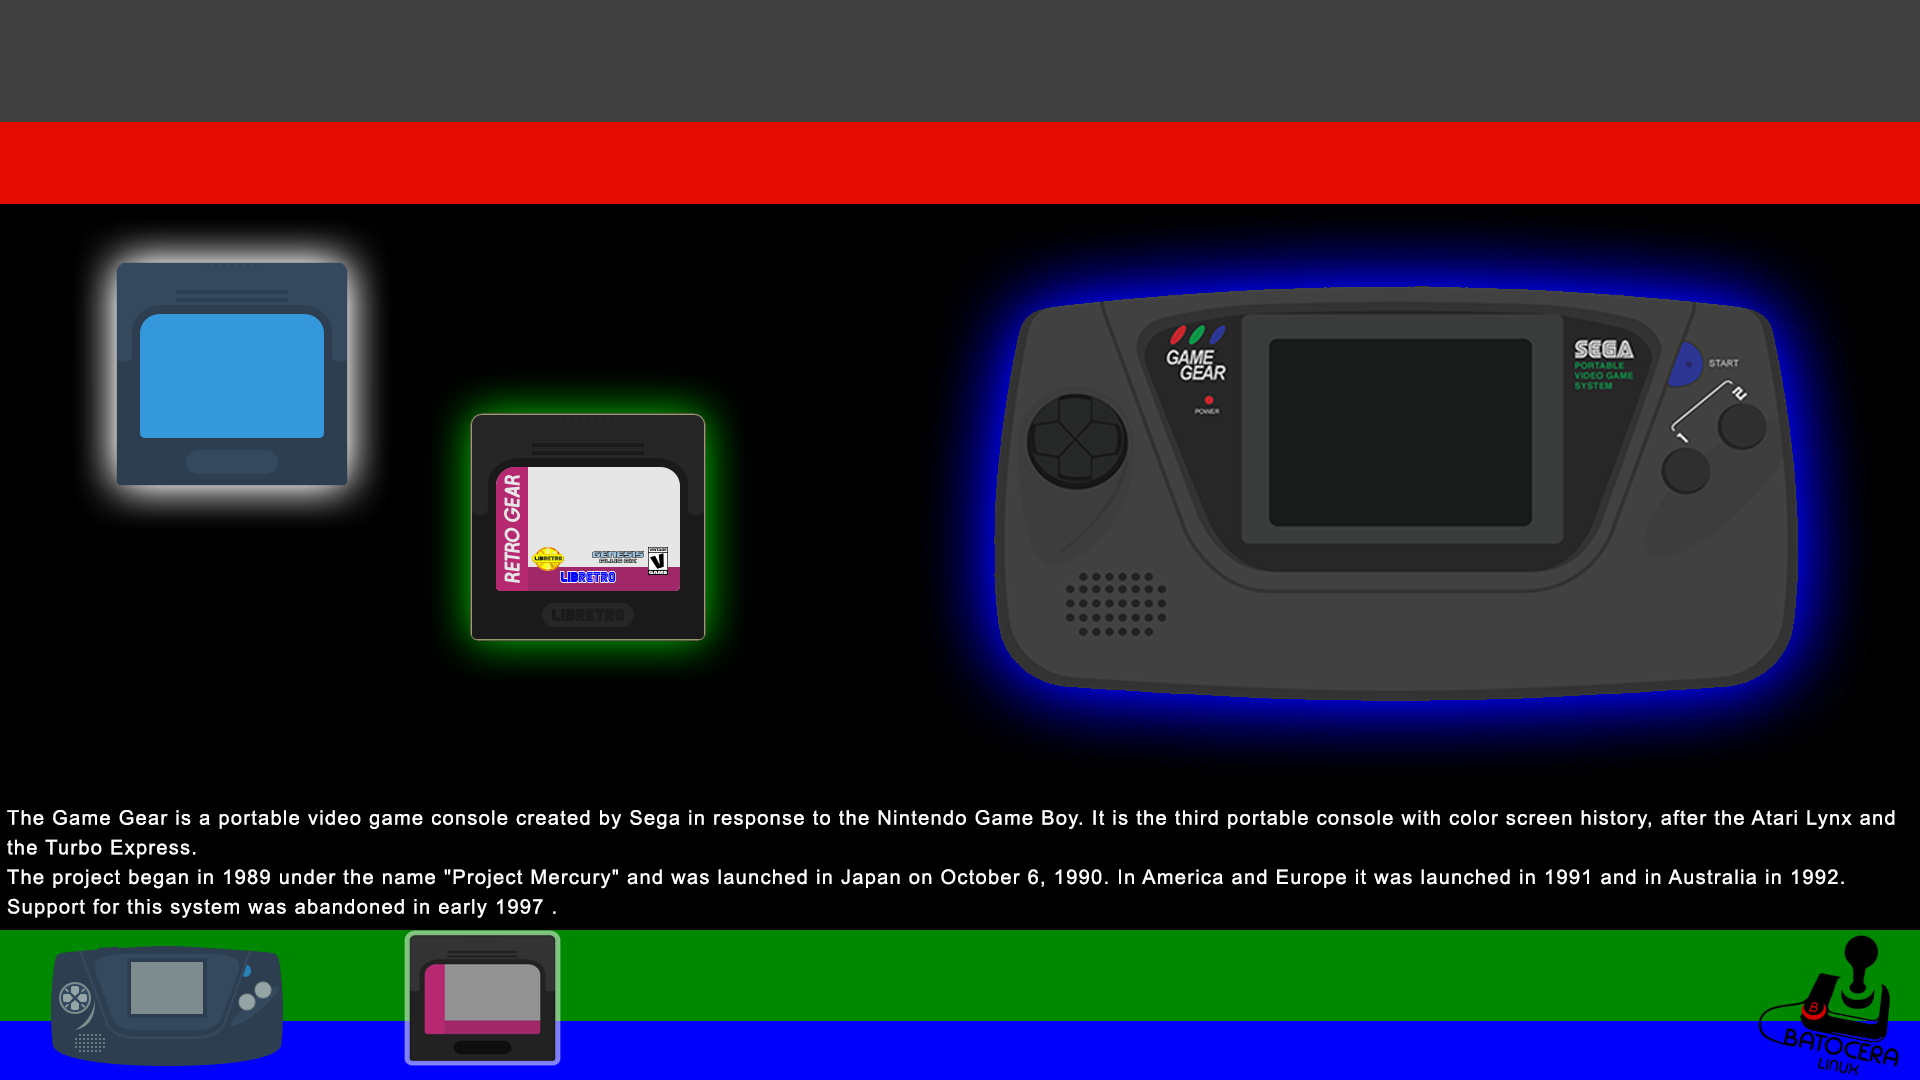 GAME
GEAR
POWER
SEGA
PORTABLE
VIDEO GAME
SYSTEM
START
2
1
RETRO GEAR
LIBRETRO
GENESIS
PLUS GX
VINTAGE
V
GAME
LIBRETRO
LIBRETRO
The Game Gear is a portable video game console created by Sega in response to the Nintendo Game Boy. It is the third portable console with color screen history, after the Atari Lynx and
the Turbo Express.
The project began in 1989 under the name "Project Mercury" and was launched in Japan on October 6, 1990. In America and Europe it was launched in 1991 and in Australia in 1992.
Support for this system was abandoned in early 1997 .
B
BATOCERA
LINUX